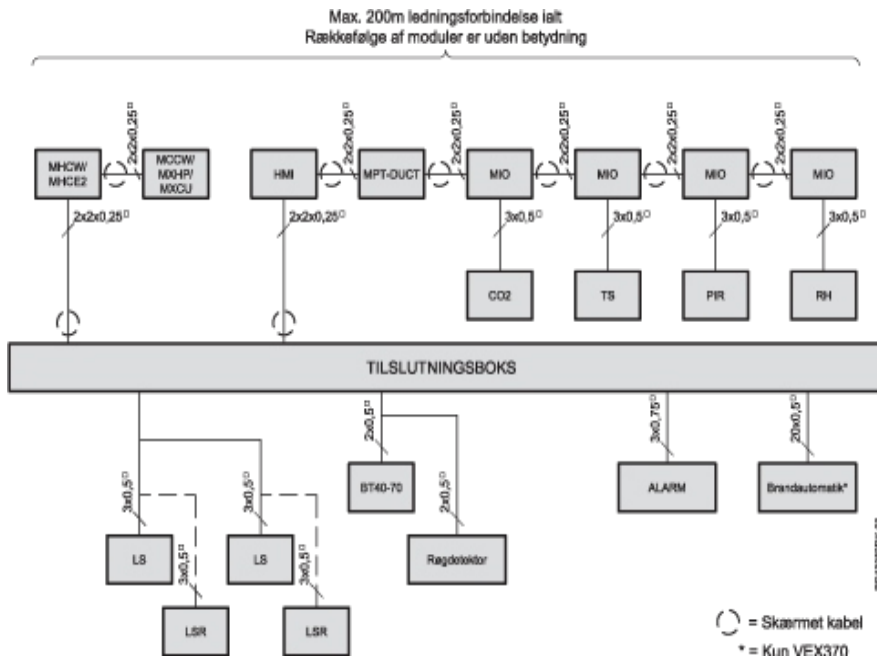 Max. 200m ledningsforbindelse ialt
Rækkefølge af moduler er uden betydning
2x2x0,25□
2x2x0,25□
2x2x0,25□
2x2x0,25□
2x2x0,25□
2x2x0,25□
MHCW/
MHCE2
MCCW/
MXHP/
MXCU
HMI
MPT-DUCT
MIO
MIO
MIO
MIO
2x2x0,25□
2x2x0,25□
3x0,5□
3x0,5□
3x0,5□
3x0,5□
CO2
TS
PIR
RH
TILSLUTNINGSBOKS
2x0,5□
3x0,75□
20x0,5□
BT40-70
ALARM
Brandautomatik*
3x0,5□
3x0,5□
2x0,5□
LS
LS
Røgdetektor
3x0,5□
3x0,5□
LSR
LSR
= Skærmet kabel
* = Kun VEX370